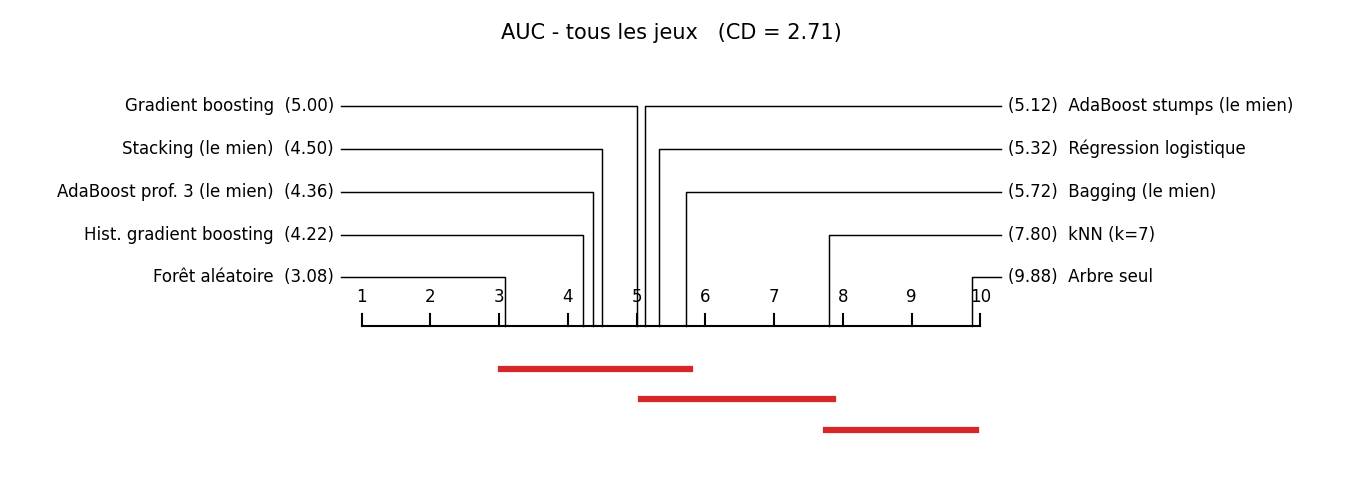 AUC - tous les jeux   (CD = 2.71)
Gradient boosting  (5.00)
(5.12)  AdaBoost stumps (le mien)
Stacking (le mien)  (4.50)
(5.32)  Régression logistique
AdaBoost prof. 3 (le mien)  (4.36)
(5.72)  Bagging (le mien)
Hist. gradient boosting  (4.22)
(7.80)  kNN (k=7)
Forêt aléatoire  (3.08)
(9.88)  Arbre seul
1 2 3 4 5 6 7 8 9 10